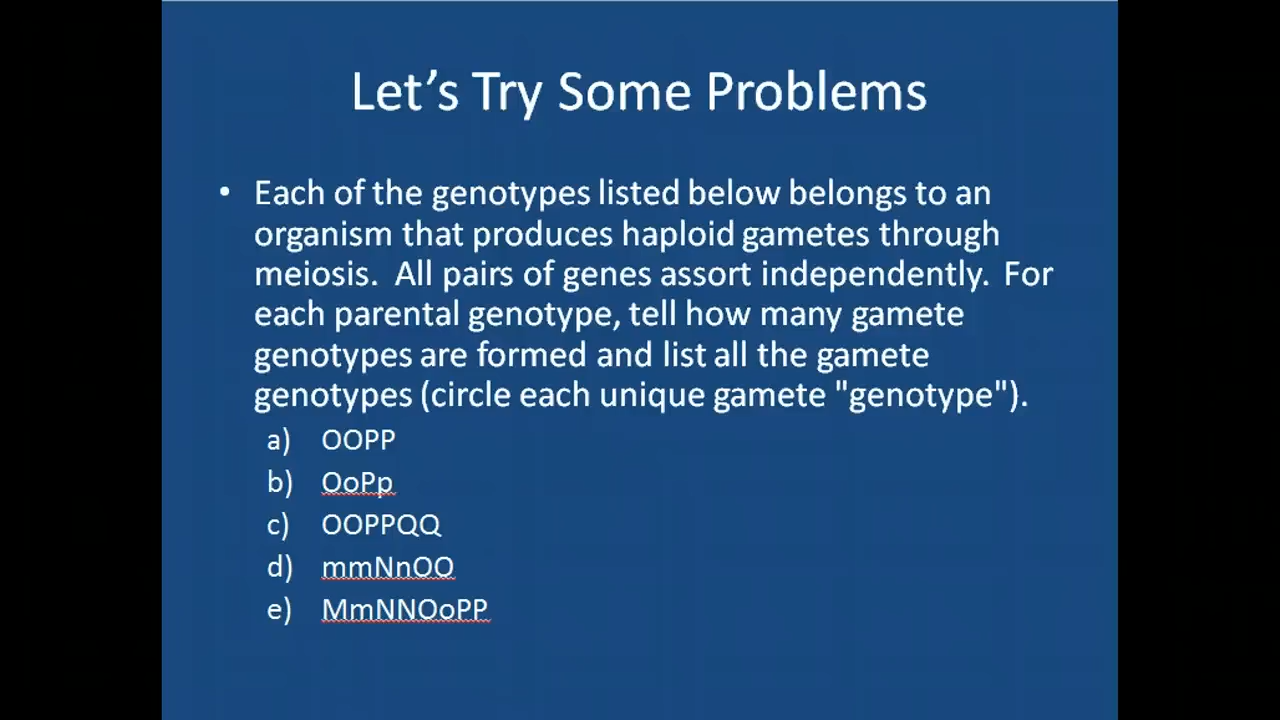 Let’s Try Some Problems
• Each of the genotypes listed below belongs to an
organism that produces haploid gametes through
meiosis. All pairs of genes assort independently. For
each parental genotype, tell how many gamete
genotypes are formed and list all the gamete
genotypes (circle each unique gamete "genotype").
a) OOPP
b) OoPp
c) OOPPQQ
d) mmNnOO
e) MmNNOoPP